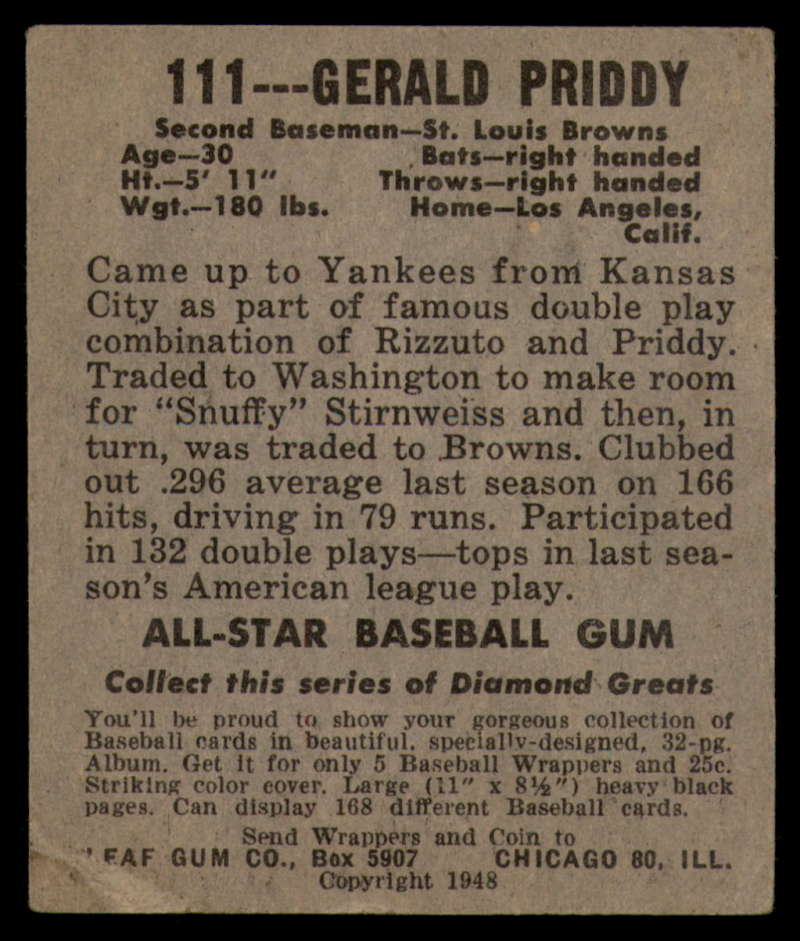 111---GERALD PRIDDY
Second Baseman—St. Louis Browns
Age—30 Bats—right handed
Ht.—5' 11" Throws—right handed
Wgt.—180 lbs. Home—Los Angeles,
Calif.
Came up to Yankees from Kansas
City as part of famous double play
combination of Rizzuto and Priddy.
Traded to Washington to make room
for "Snuffy" Stirnweiss and then, in
turn, was traded to Browns. Clubbed
out .296 average last season on 166
hits, driving in 79 runs. Participated
in 132 double plays—tops in last sea-
son's American league play.
ALL-STAR BASEBALL GUM
Collect this series of Diamond Greats
You'll be proud to show your gorgeous collection of
Baseball cards in beautiful, specially-designed, 32-pg.
Album. Get it for only 5 Baseball Wrappers and 25c.
Striking color cover. Large (11" x 8½") heavy black
pages. Can display 168 different Baseball cards.
Send Wrappers and Coin to
EAF GUM CO., Box 5907 CHICAGO 80, ILL.
Copyright 1948